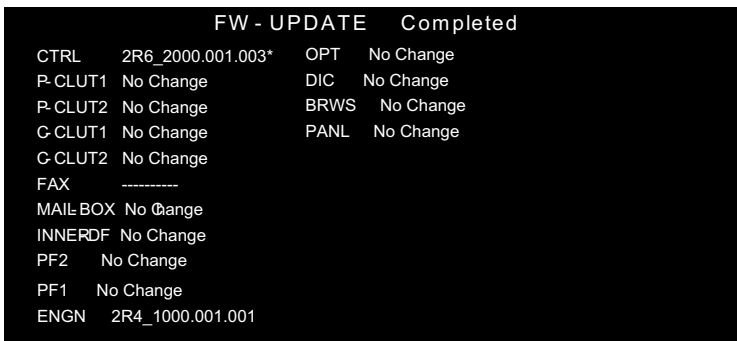 FW - UPDATE Completed
CTRL 2R6_2000.001.003*
P-CLUT1 No Change
P-CLUT2 No Change
C-CLUT1 No Change
C-CLUT2 No Change
FAX ----------
MAIL-BOX No Change
INNER-DF No Change
PF2 No Change
PF1 No Change
ENGN 2R4_1000.001.001
OPT No Change
DIC No Change
BRWS No Change
PANL No Change